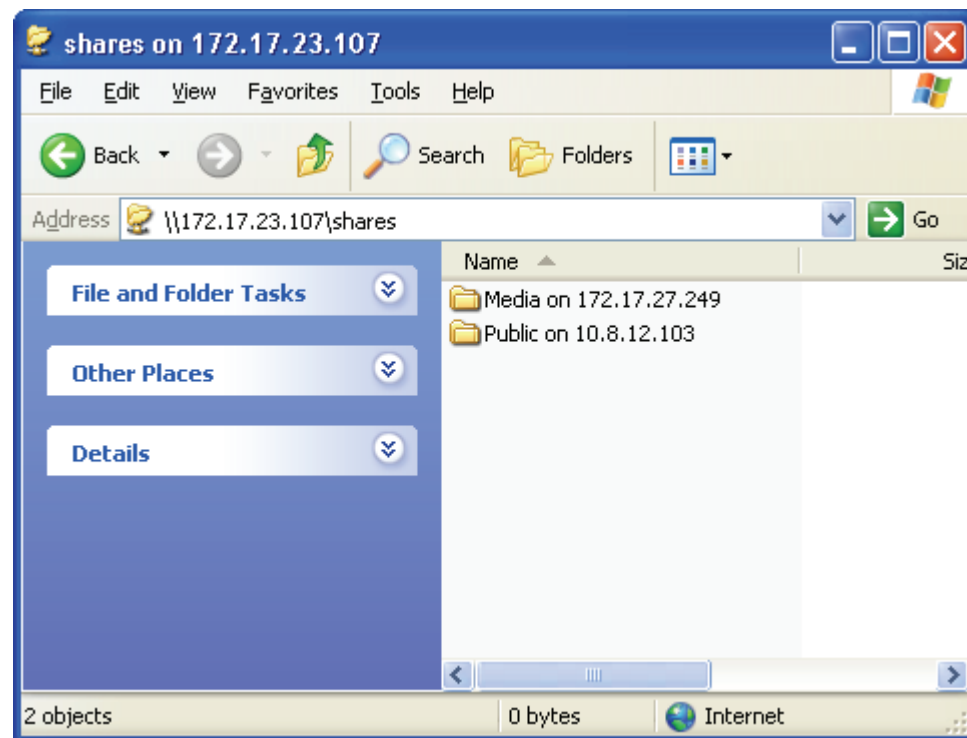 shares on 172.17.23.107
File Edit View Favorites Tools Help
Back Search Folders
Address \\172.17.23.107\shares Go
Name Siz
File and Folder Tasks
Media on 172.17.27.249
Public on 10.8.12.103
Other Places
Details
2 objects 0 bytes Internet